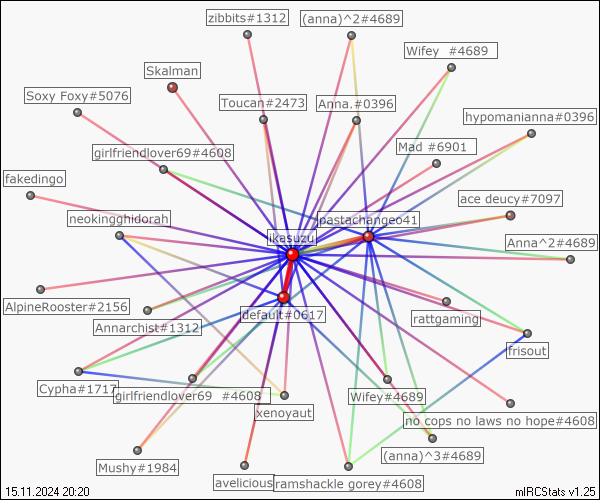 zibbits#1312
(anna)^2#4689
Wifey  #4689
Skalman
Soxy Foxy#5076
Toucan#2473
Anna.#0396
hypomanianna#0396
girlfriendlover69#4608
Mad #6901
fakedingo
ace deucy#7097
neokingghidorah
pastachangeo41
ikasuzu
Anna^2#4689
AlpineRooster#2156
default#0617
rattgaming
Annarchist#1312
frisout
Cypha#1717
girlfriendlover69  #4608
Wifey#4689
xenoyaut
no cops no laws no hope#4608
(anna)^3#4689
Mushy#1984
avelicious
ramshackle gorey#4608
15.11.2024 20:20
mIRCStats v1.25